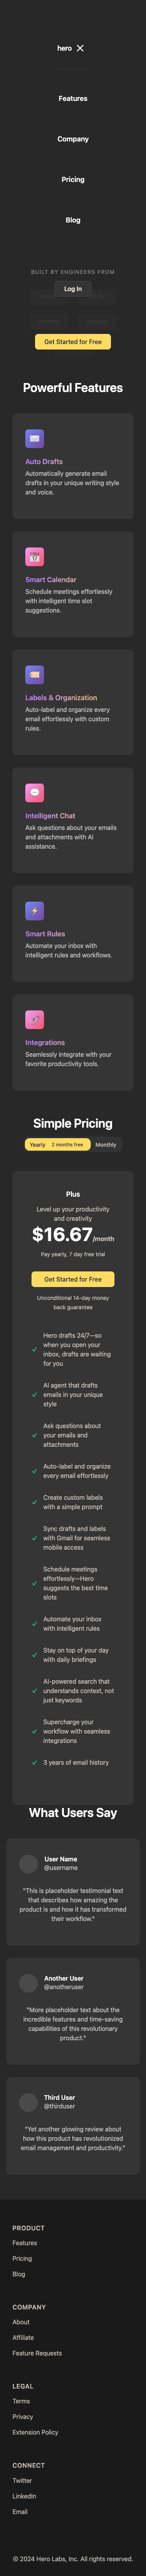 hero
Features
Company
Pricing
Blog
BUILT BY ENGINEERS FROM
Log In
Get Started for Free
Powerful Features
Auto Drafts
Automatically generate email
drafts in your unique writing style
and voice.
Smart Calendar
Schedule meetings effortlessly
with intelligent time slot
suggestions.
Labels & Organization
Auto-label and organize every
email effortlessly with custom
rules.
Intelligent Chat
Ask questions about your emails
and attachments with AI
assistance.
Smart Rules
Automate your inbox with
intelligent rules and workflows.
Integrations
Seamlessly integrate with your
favorite productivity tools.
Simple Pricing
Yearly 2 months free Monthly
Plus
Level up your productivity
and creativity
$16.67/month
Pay yearly, 7 day free trial
Get Started for Free
Unconditional 14-day money
back guarantee
Hero drafts 24/7—so
when you open your
inbox, drafts are waiting
for you
AI agent that drafts
emails in your unique
style
Ask questions about
your emails and
attachments
Auto-label and organize
every email effortlessly
Create custom labels
with a simple prompt
Sync drafts and labels
with Gmail for seamless
mobile access
Schedule meetings
effortlessly—Hero
suggests the best time
slots
Automate your inbox
with intelligent rules
Stay on top of your day
with daily briefings
AI-powered search that
understands context, not
just keywords
Supercharge your
workflow with seamless
integrations
3 years of email history
What Users Say
User Name
@username
"This is placeholder testimonial text
that describes how amazing the
product is and how it has transformed
their workflow."
Another User
@anotheruser
"More placeholder text about the
incredible features and time-saving
capabilities of this revolutionary
product."
Third User
@thirduser
"Yet another glowing review about
how this product has revolutionized
email management and productivity."
PRODUCT
Features
Pricing
Blog
COMPANY
About
Affiliate
Feature Requests
LEGAL
Terms
Privacy
Extension Policy
CONNECT
Twitter
LinkedIn
Email
© 2024 Hero Labs, Inc. All rights reserved.